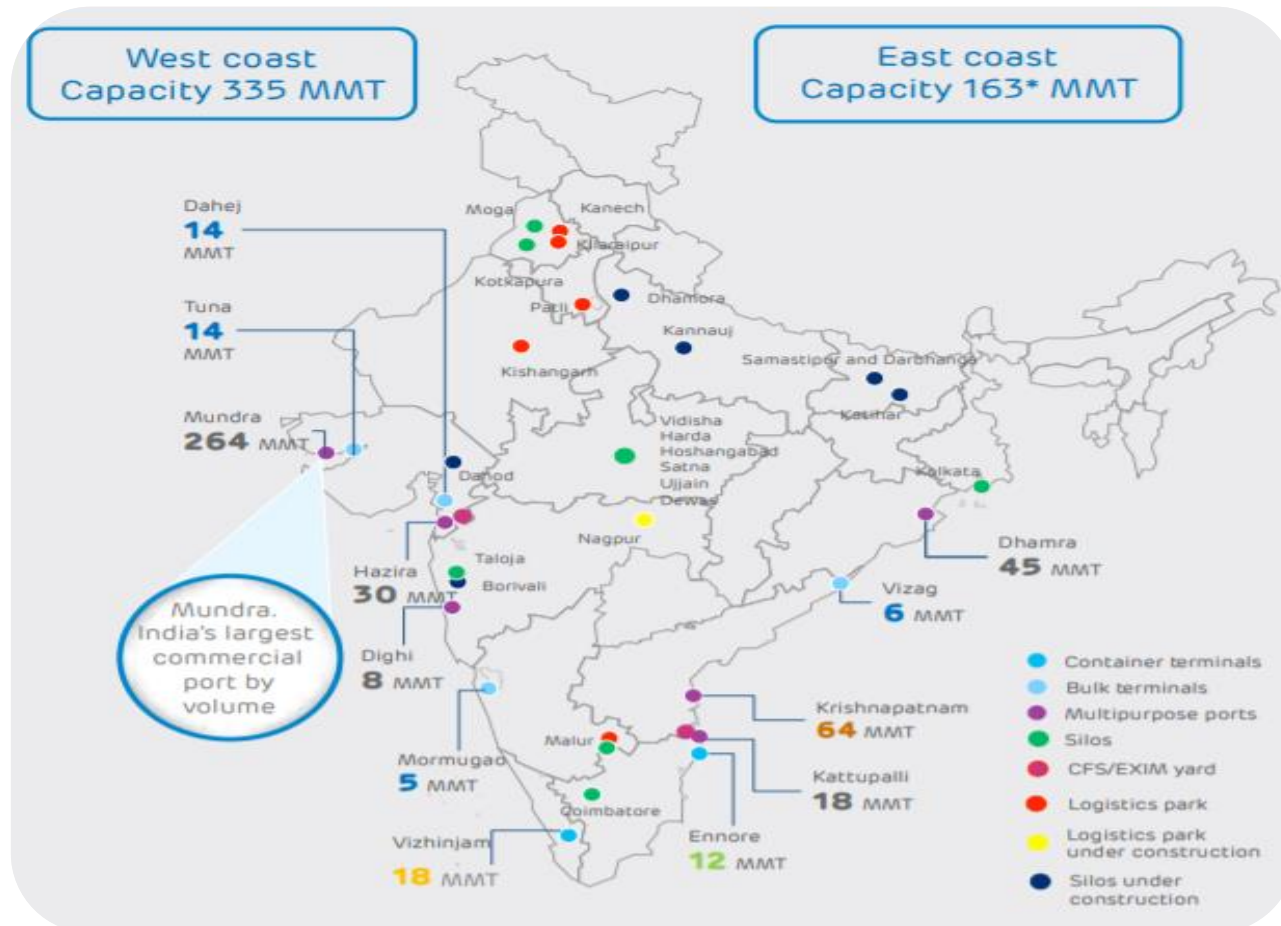 West coast
Capacity 335 MMT
East coast
Capacity 163* MMT
Dahej
14
MMT
Tuna
14
MMT
Mundra
264 MMT
Mundra.
India's largest
commercial
port by
volume
Moga
Kanech
Kilaraipur
Kotkapura
Patli
Dhamora
Kishangarh
Kannauj
Samastipur and Darbhanga
Katihar
Vidisha
Harda
Hoshangabad
Satna
Ujjain
Dewas
Kolkata
Dahod
Nagpur
Hazira
30 MMT
Taloja
Borivali
Dighi
8 MMT
Dhamra
45 MMT
Vizag
6 MMT
Mormugao
5 MMT
Malur
Coimbatore
Vizhinjam
18 MMT
Krishnapatnam
64 MMT
Kattupalli
18 MMT
Ennore
12 MMT
Container terminals
Bulk terminals
Multipurpose ports
Silos
CFS/EXIM yard
Logistics park
Logistics park
under construction
Silos under
construction